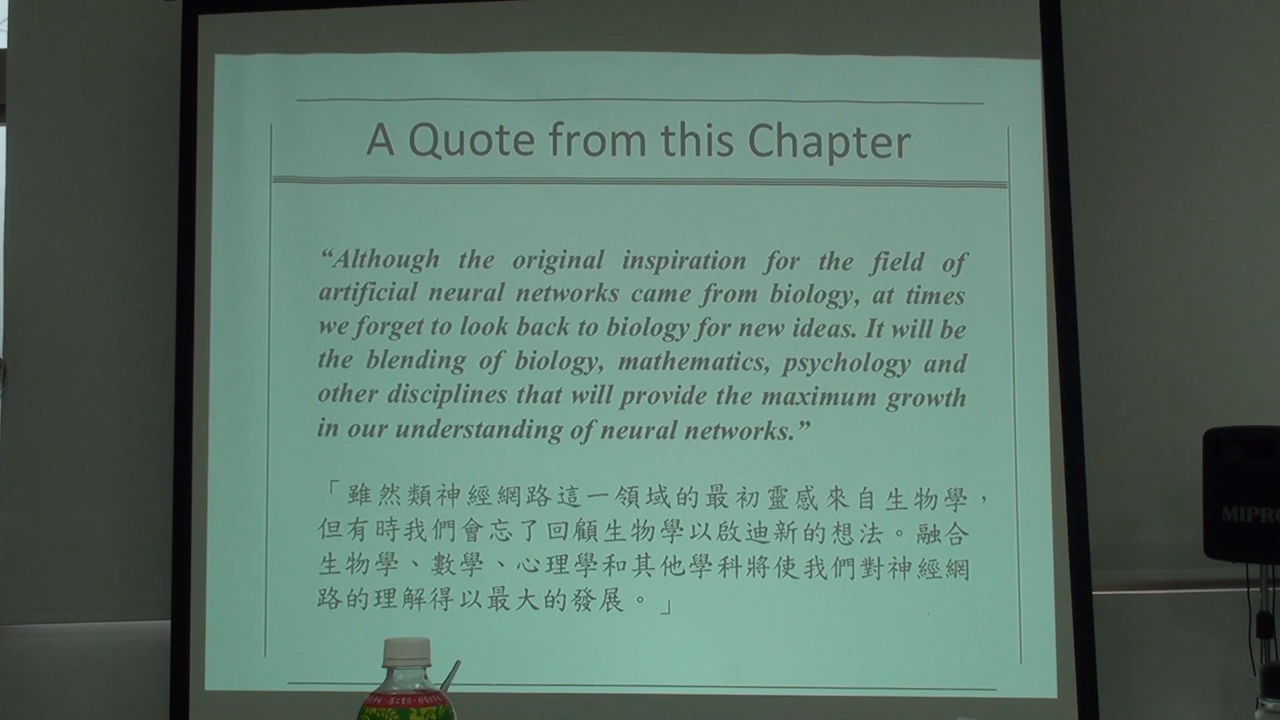 A Quote from this Chapter
“Although the original inspiration for the field of
artificial neural networks came from biology, at times
we forget to look back to biology for new ideas. It will be
the blending of biology, mathematics, psychology and
other disciplines that will provide the maximum growth
in our understanding of neural networks.”
「雖然類神經網路這一領域的最初靈感來自生物學，
但有時我們會忘了回顧生物學以啟迪新的想法。融合
生物學、數學、心理學和其他學科將使我們對神經網
路的理解得以最大的發展。」
MIPRO